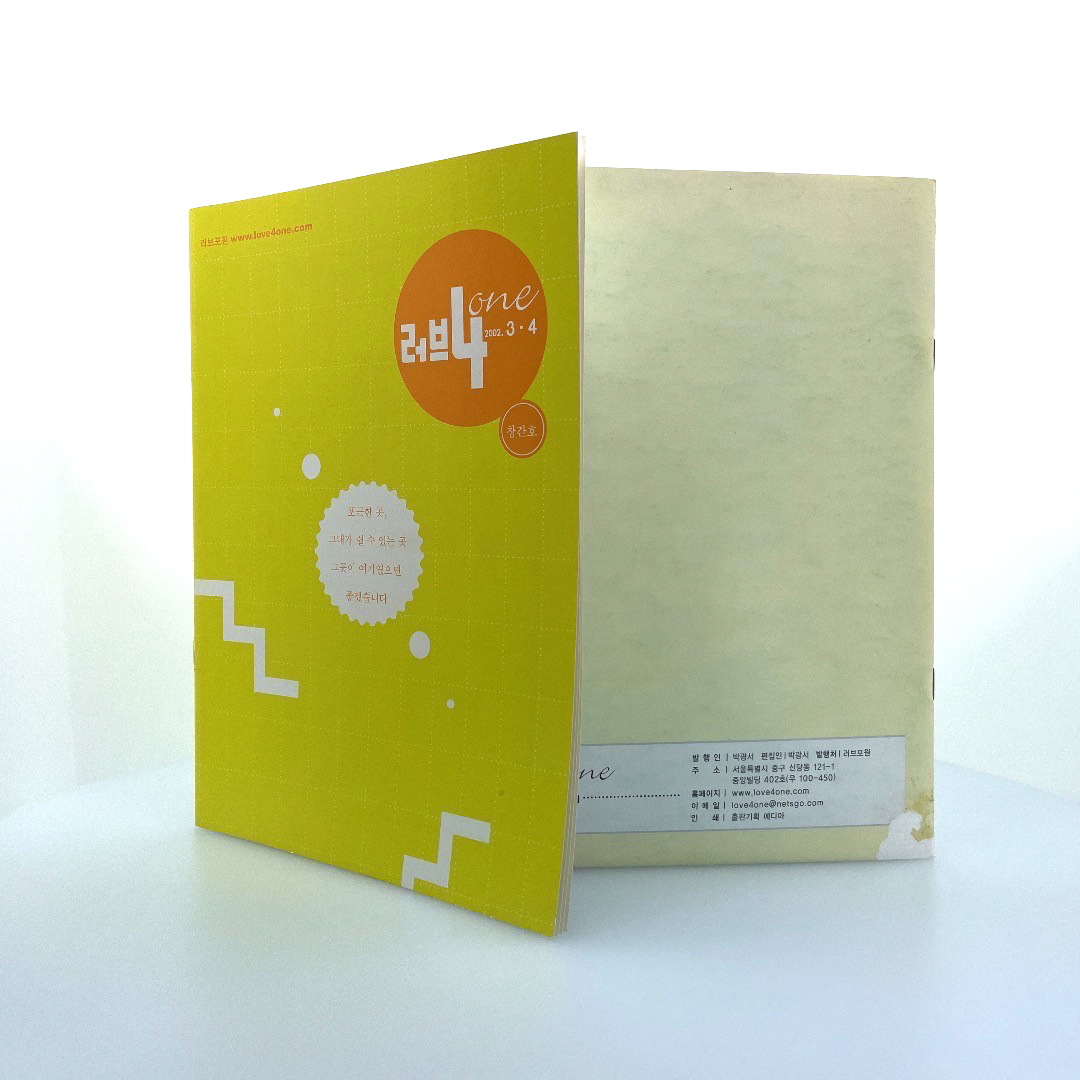 러브포원 www.love4one.com
러브4one
2002. 3·4
창간호
포근한 곳,
그대가 쉴 수 있는 곳
그곳이 여기였으면
좋겠습니다
one
발 행 인 | 박광서 편집인 | 박광서 발행처 | 러브포원
주 소 | 서울특별시 중구 신당동 121-1
중앙빌딩 402호(우 100-450)
홈페이지 | www.love4one.com
이 메 일 | love4one@netsgo.com
인 쇄 | 출판기획 예디아